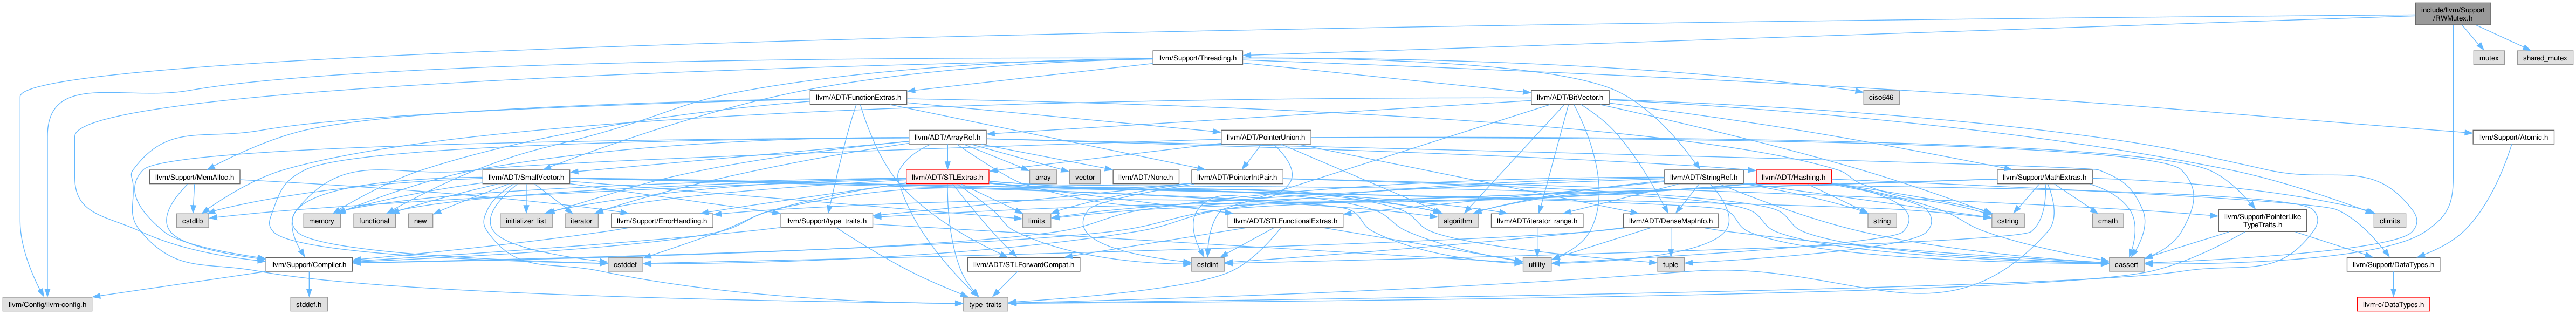 include/llvm/Support
/RWMutex.h
llvm/Support/Threading.h
mutex
shared_mutex
llvm/ADT/FunctionExtras.h
llvm/ADT/BitVector.h
ciso646
llvm/ADT/ArrayRef.h
llvm/ADT/PointerUnion.h
llvm/Support/Atomic.h
llvm/Support/MemAlloc.h
llvm/ADT/SmallVector.h
llvm/ADT/STLExtras.h
array
vector
llvm/ADT/None.h
llvm/ADT/PointerIntPair.h
llvm/ADT/StringRef.h
llvm/ADT/Hashing.h
llvm/Support/MathExtras.h
cstdlib
memory
functional
new
initializer_list
iterator
llvm/Support/ErrorHandling.h
llvm/Support/type_traits.h
limits
llvm/ADT/STLFunctionalExtras.h
algorithm
llvm/ADT/iterator_range.h
llvm/ADT/DenseMapInfo.h
string
cstring
cmath
llvm/Support/PointerLike
TypeTraits.h
climits
llvm/Support/Compiler.h
cstddef
llvm/ADT/STLForwardCompat.h
cstdint
utility
tuple
cassert
llvm/Support/DataTypes.h
llvm/Config/llvm-config.h
stddef.h
type_traits
llvm-c/DataTypes.h